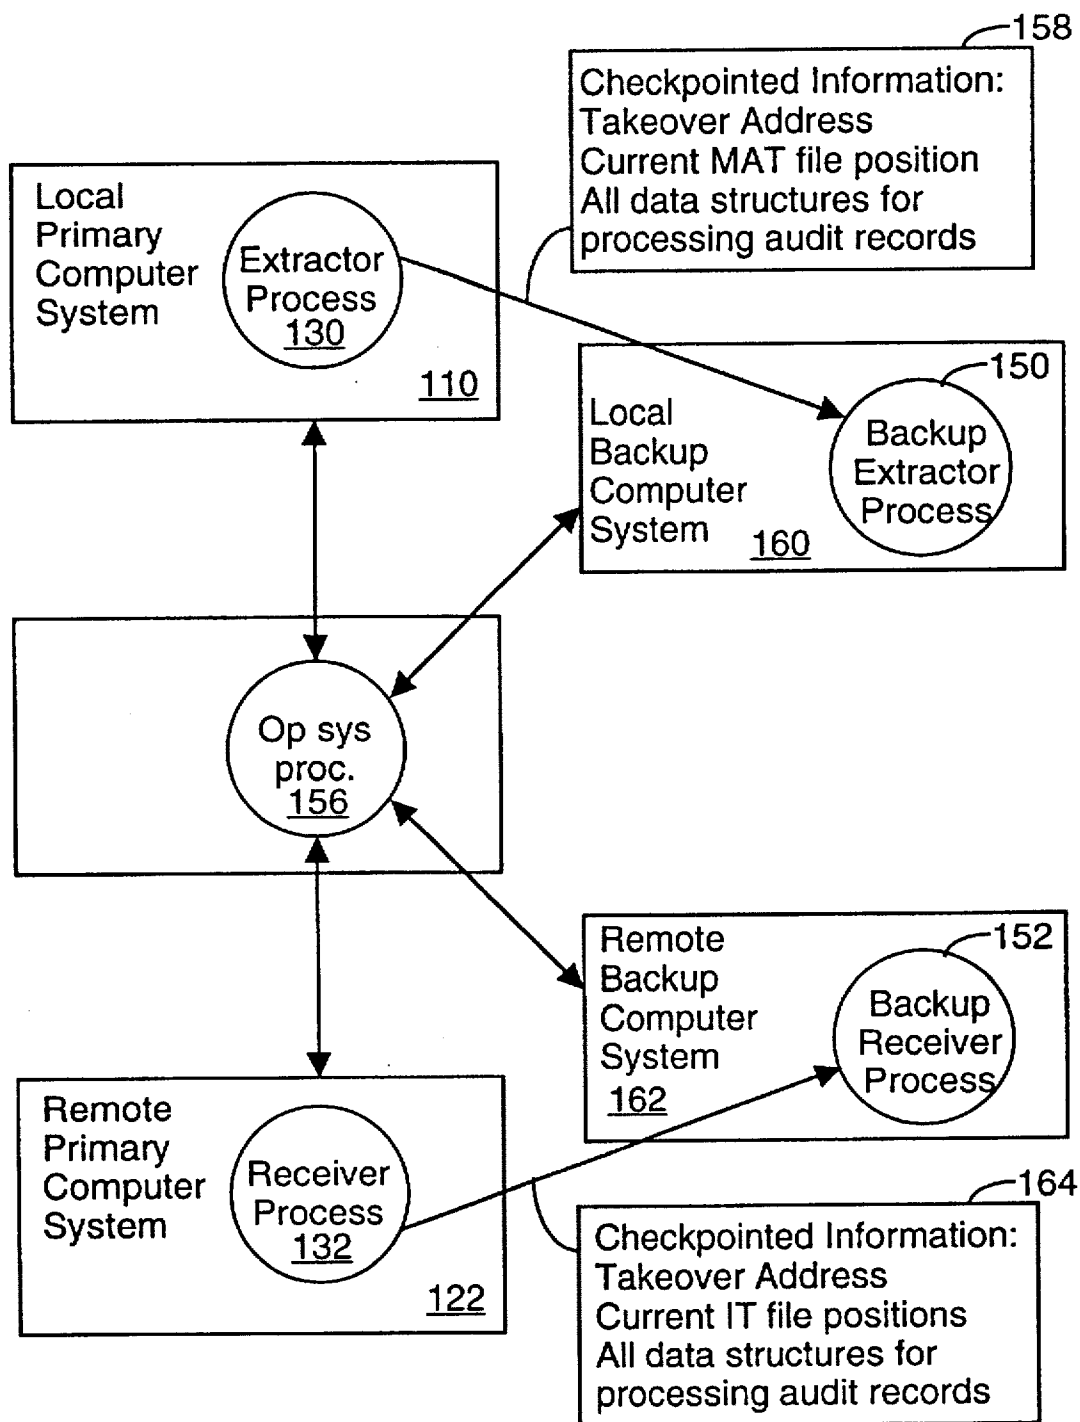 158
Checkpointed Information:
Takeover Address
Current MAT file position
All data structures for
processing audit records
Local
Primary
Computer
System
Extractor
Process
130
110
150
Local
Backup
Computer
System
160
Backup
Extractor
Process
Op sys
proc.
156
Remote
Backup
Computer
System
162
152
Backup
Receiver
Process
Remote
Primary
Computer
System
Receiver
Process
132
122
164
Checkpointed Information:
Takeover Address
Current IT file positions
All data structures for
processing audit records